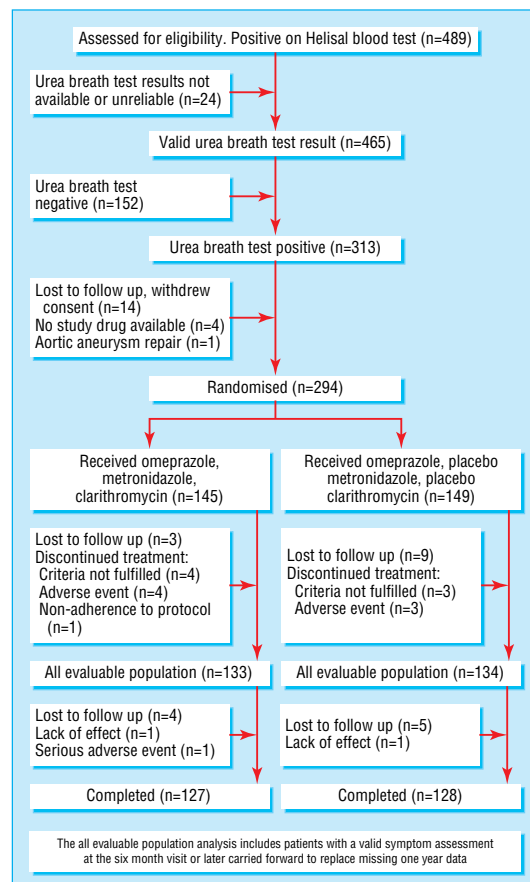 Assessed for eligibility. Positive on Helisal blood test (n=489)
Urea breath test results not
available or unreliable (n=24)
Valid urea breath test result (n=465)
Urea breath test
negative (n=152)
Urea breath test positive (n=313)
Lost to follow up, withdrew
consent (n=14)
No study drug available (n=4)
Aortic aneurysm repair (n=1)
Randomised (n=294)
Received omeprazole,
metronidazole,
clarithromycin (n=145)
Received omeprazole, placebo
metronidazole, placebo
clarithromycin (n=149)
Lost to follow up (n=3)
Discontinued treatment:
Criteria not fulfilled (n=4)
Adverse event (n=4)
Non-adherence to protocol
(n=1)
Lost to follow up (n=9)
Discontinued treatment:
Criteria not fulfilled (n=3)
Adverse event (n=3)
All evaluable population (n=133)
All evaluable population (n=134)
Lost to follow up (n=4)
Lack of effect (n=1)
Serious adverse event (n=1)
Lost to follow up (n=5)
Lack of effect (n=1)
Completed (n=127)
Completed (n=128)
The all evaluable population analysis includes patients with a valid symptom assessment
at the six month visit or later carried forward to replace missing one year data